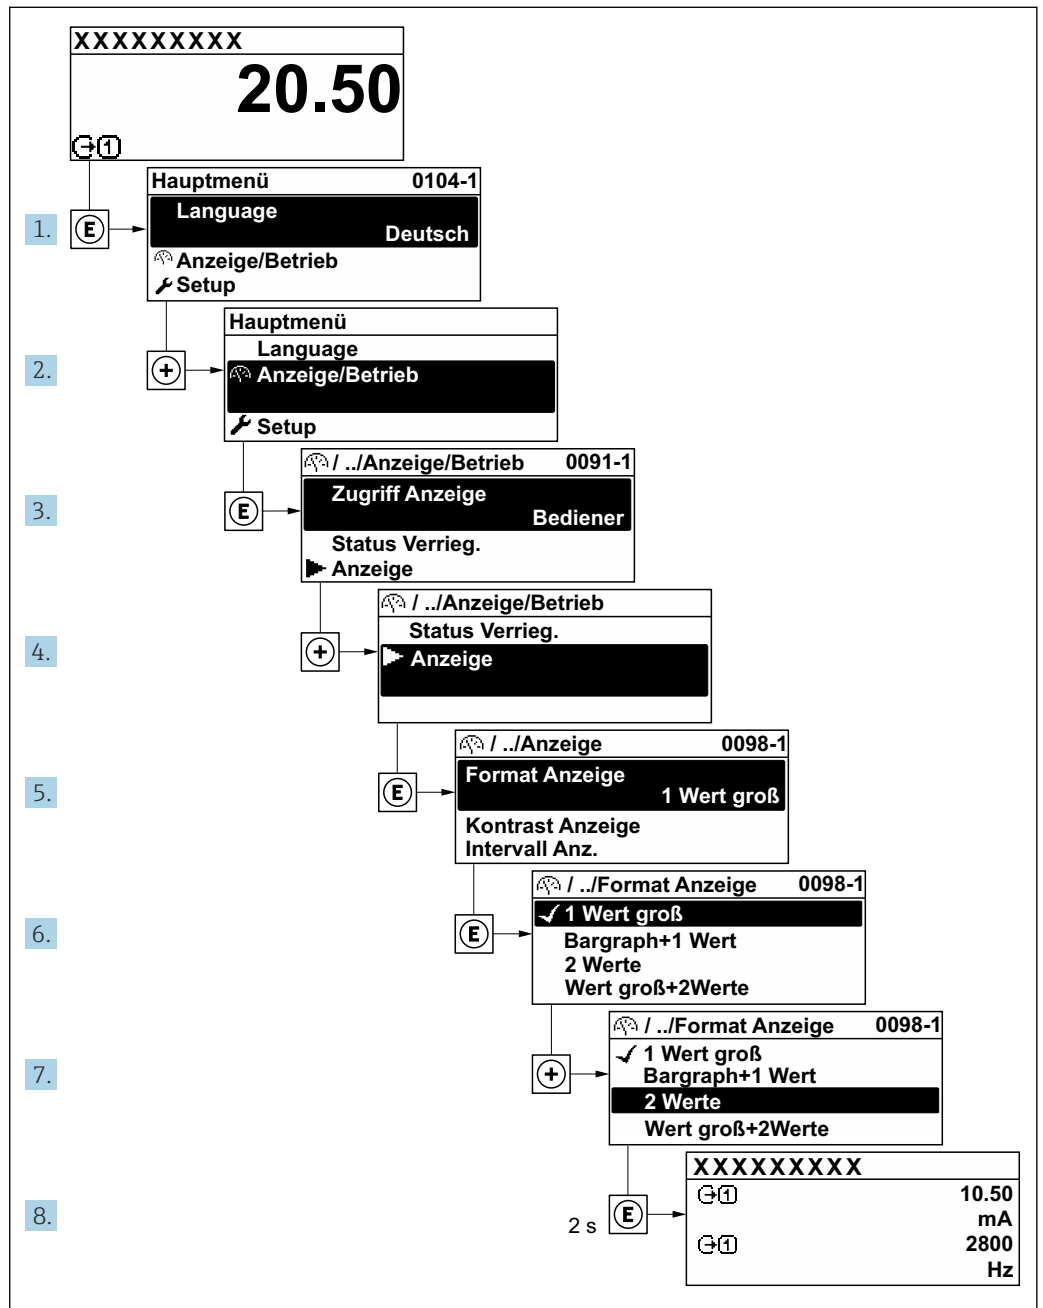 XXXXXXXXX
20.50
1
1.
E
Hauptmenü 0104-1
Language
Deutsch
Anzeige/Betrieb
Setup
2.
+
Hauptmenü
Language
Anzeige/Betrieb
Setup
3.
E
/ ../Anzeige/Betrieb 0091-1
Zugriff Anzeige
Bediener
Status Verrieg.
Anzeige
4.
+
/ ../Anzeige/Betrieb
Status Verrieg.
Anzeige
5.
E
/ ../Anzeige 0098-1
Format Anzeige
1 Wert groß
Kontrast Anzeige
Intervall Anz.
6.
E
/ ../Format Anzeige 0098-1
1 Wert groß
Bargraph+1 Wert
2 Werte
Wert groß+2Werte
7.
+
/ ../Format Anzeige 0098-1
1 Wert groß
Bargraph+1 Wert
2 Werte
Wert groß+2Werte
8.
2 s
E
XXXXXXXXX
1 10.50
mA
1 2800
Hz